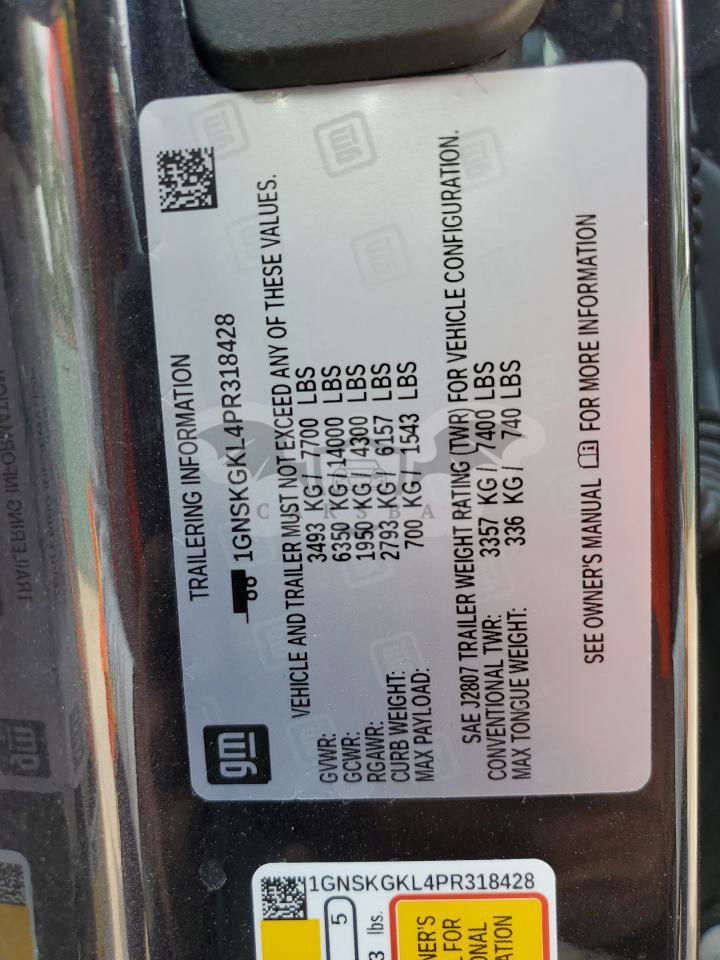 TRAILERING INFORMATION
1GNSKGKL4PR318428
gm
VEHICLE AND TRAILER MUST NOT EXCEED ANY OF THESE VALUES.
GVWR: 3493 KG / 7700 LBS
GCWR: 6350 KG / 14000 LBS
RGAWR: 1950 KG / 4300 LBS
CURB WEIGHT: 2793 KG / 6157 LBS
MAX PAYLOAD: 700 KG / 1543 LBS
SAE J2807 TRAILER WEIGHT RATING (TWR) FOR VEHICLE CONFIGURATION.
CONVENTIONAL TWR: 3357 KG / 7400 LBS
MAX TONGUE WEIGHT: 336 KG / 740 LBS
SEE OWNER'S MANUAL FOR MORE INFORMATION
1GNSKGKL4PR318428
5
lbs.